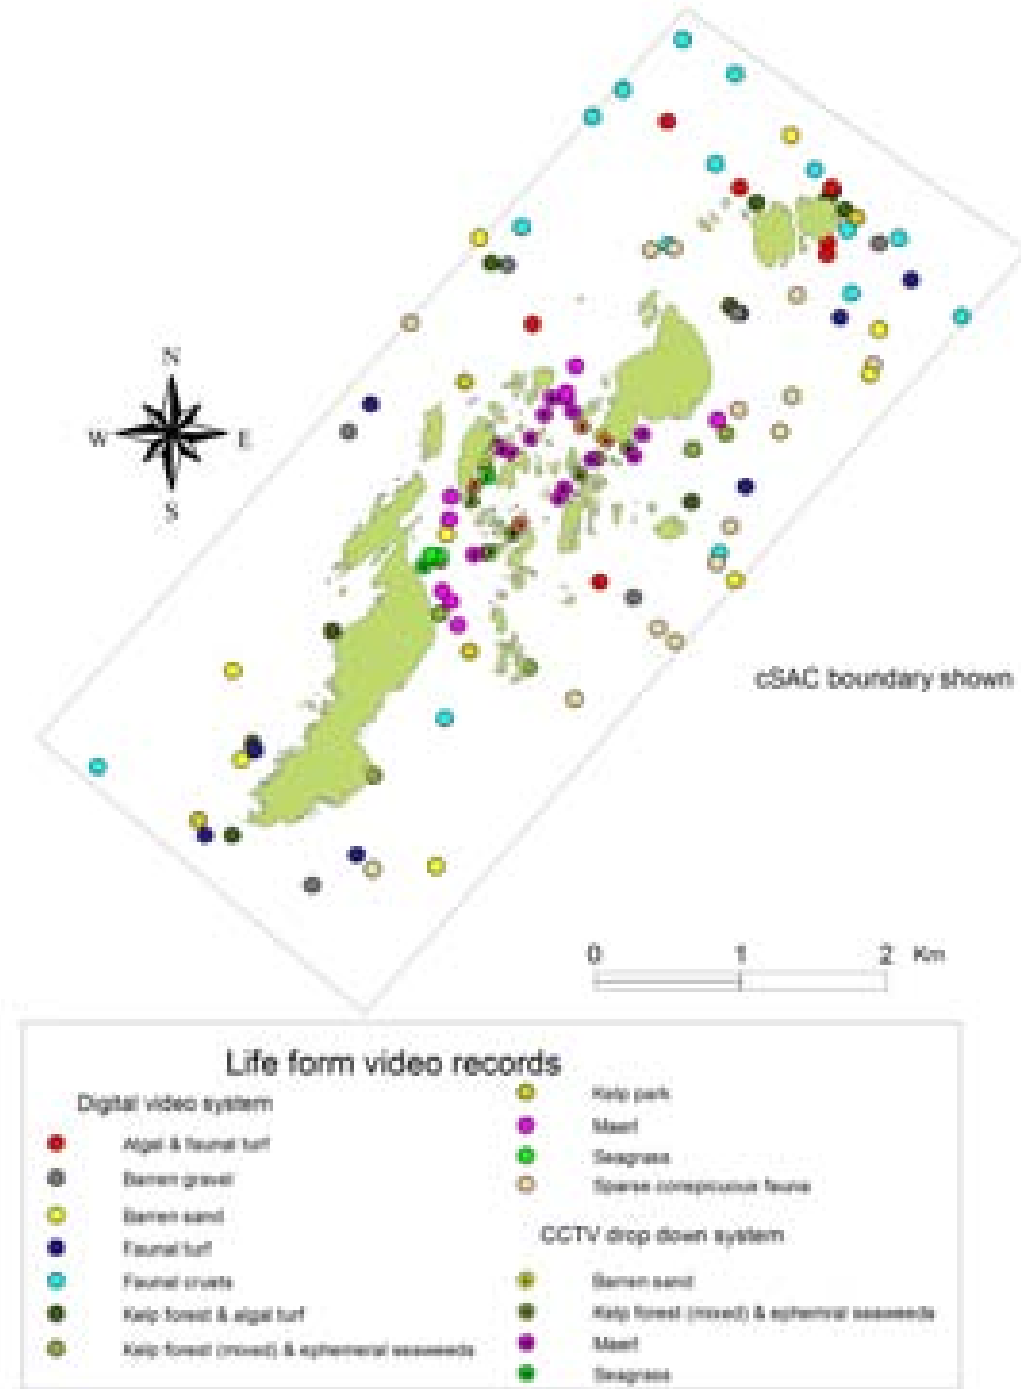 N
W E
S
cSAC boundary shown
0 1 2 Km
Life form video records
Digital video system
Algal & faunal turf
Barren gravel
Barren sand
Faunal turf
Faunal crusts
Kelp forest & algal turf
Kelp forest (mixed) & ephemeral seaweeds
Kelp park
Maerl
Seagrass
Sparse conspicuous fauna
CCTV drop down system
Barren sand
Kelp forest (mixed) & ephemral seaweeds
Maerl
Seagrass